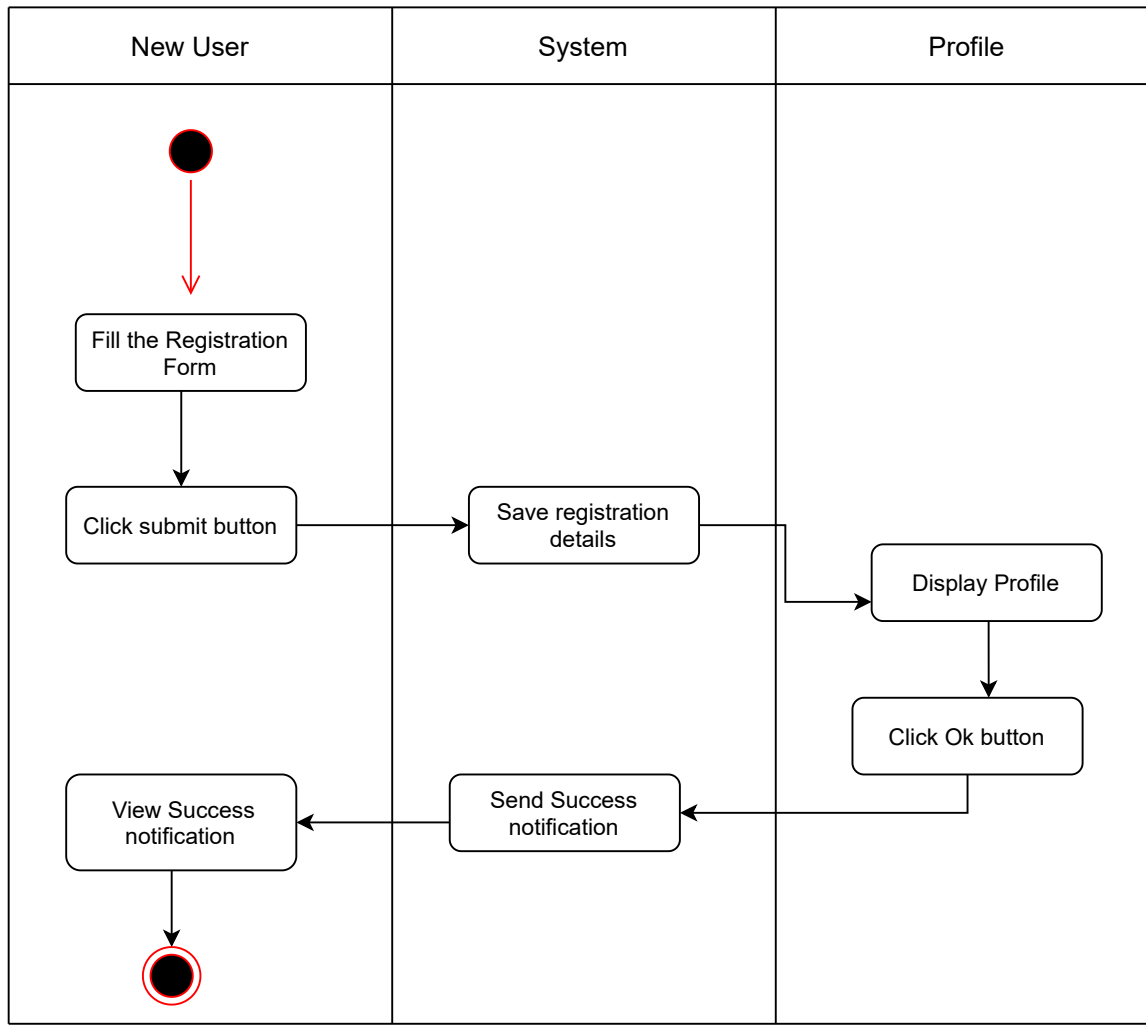 New User
System
Profile
Fill the Registration
Form
Click submit button
Save registration
details
Display Profile
Click Ok button
Send Success
notification
View Success
notification